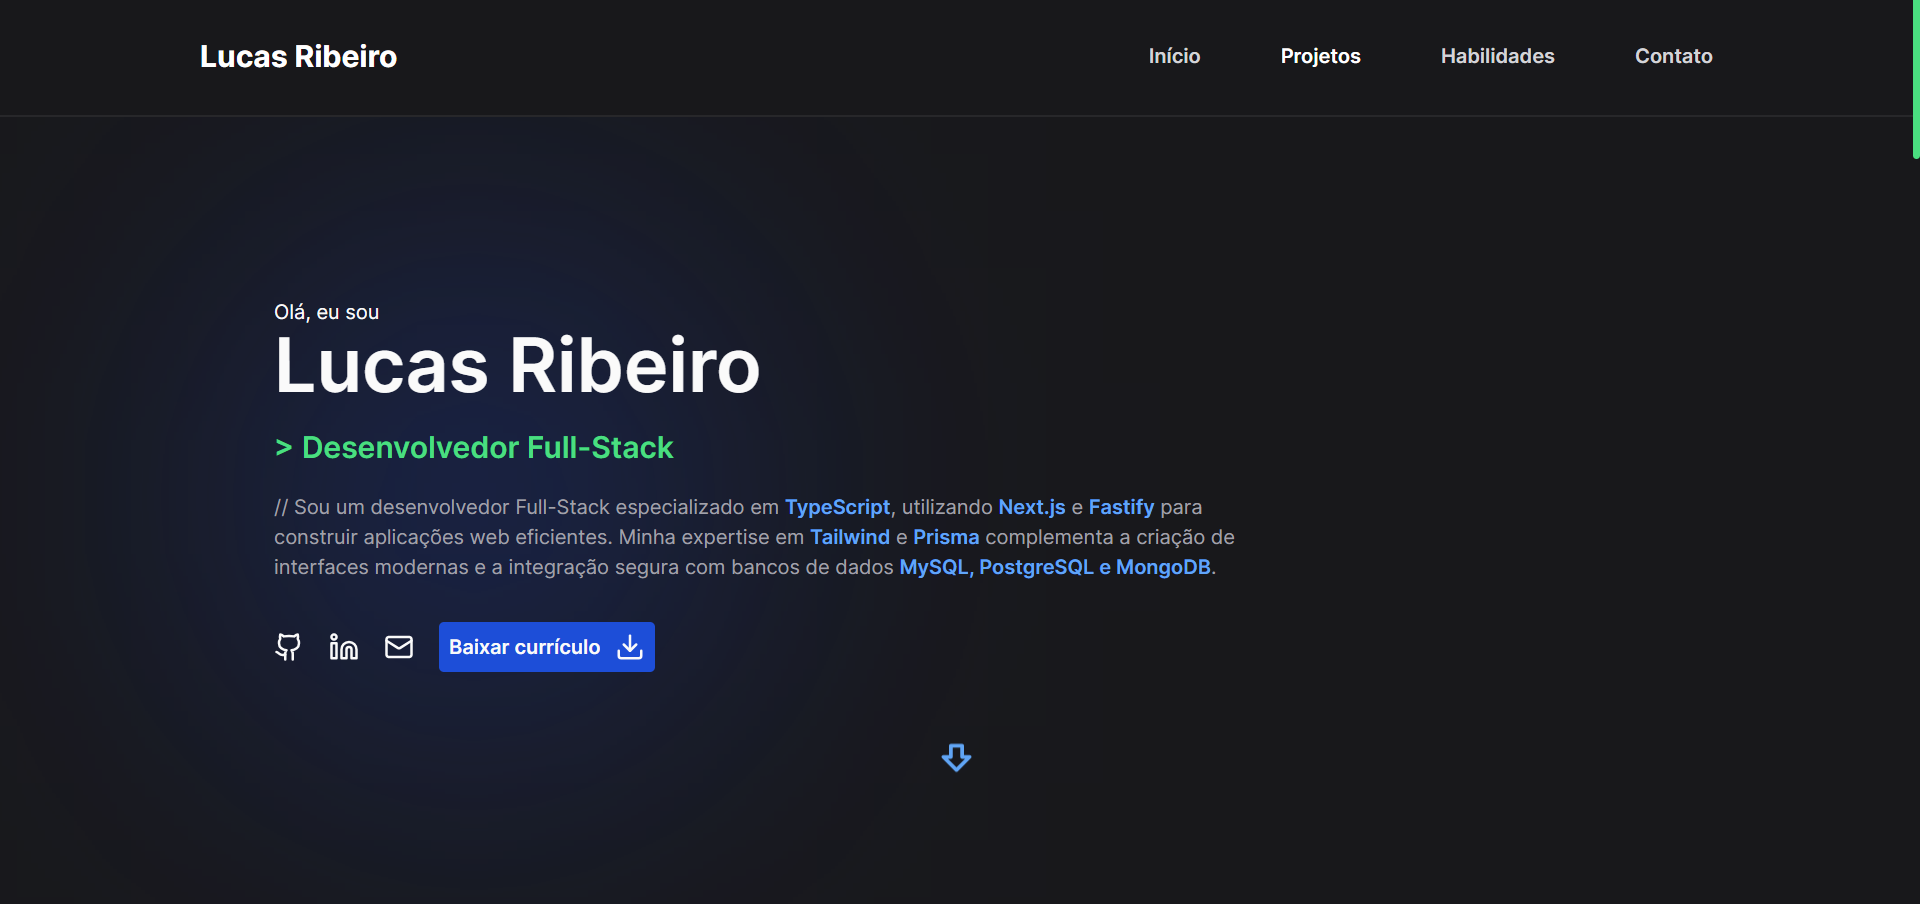 Lucas Ribeiro
Início
Projetos
Habilidades
Contato
Olá, eu sou
Lucas Ribeiro
> Desenvolvedor Full-Stack
// Sou um desenvolvedor Full-Stack especializado em TypeScript, utilizando Next.js e Fastify para
construir aplicações web eficientes. Minha expertise em Tailwind e Prisma complementa a criação de
interfaces modernas e a integração segura com bancos de dados MySQL, PostgreSQL e MongoDB.
in
Baixar currículo